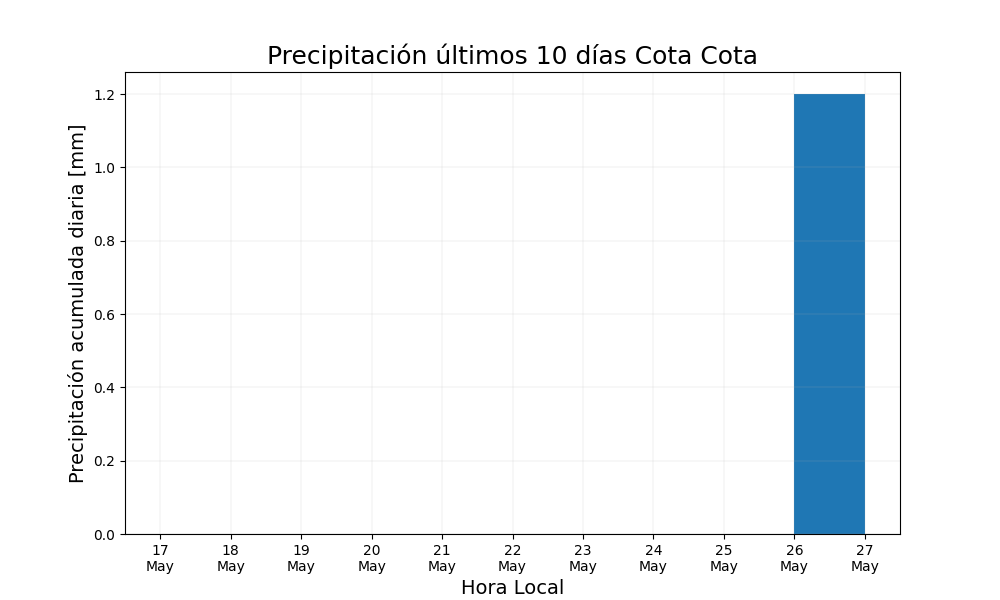 Precipitación últimos 10 días Cota Cota
Precipitación acumulada diaria [mm]
1.2
1.0
0.8
0.6
0.4
0.2
0.0
17 18 19 20 21 22 23 24 25 26 27
May May May May May May May May May May May
Hora Local